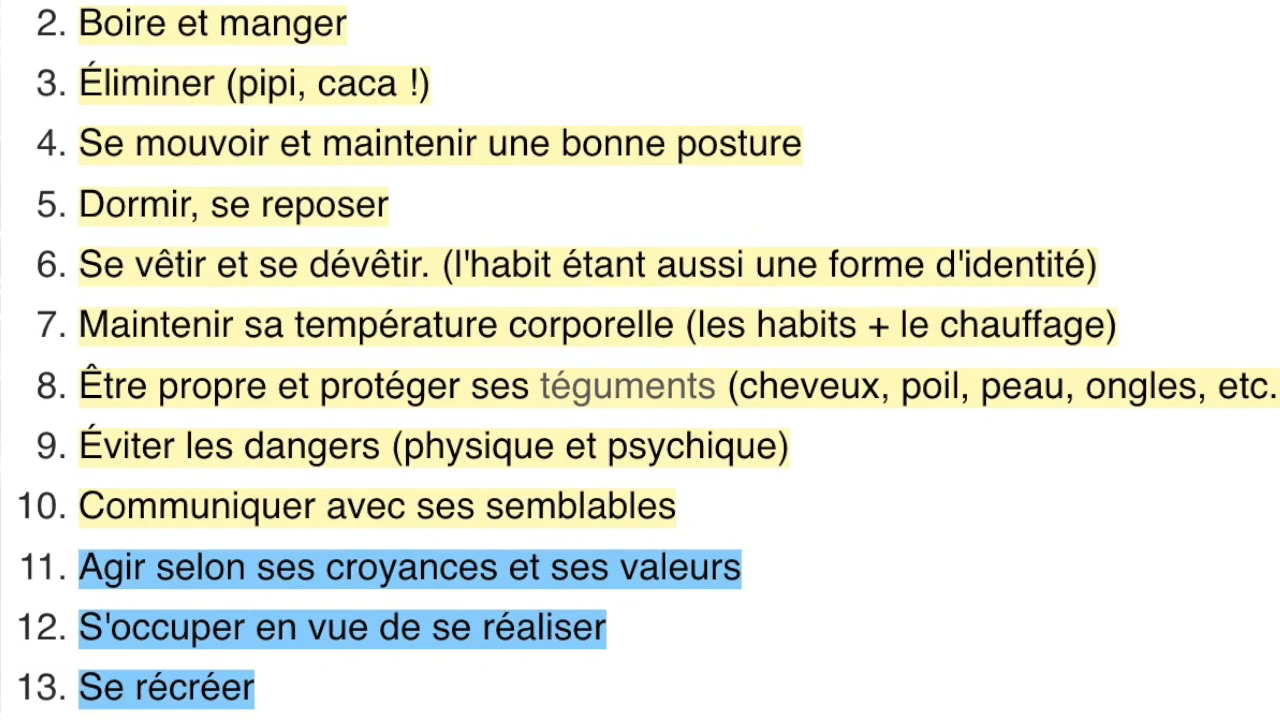 2. Boire et manger
3. Éliminer (pipi, caca !)
4. Se mouvoir et maintenir une bonne posture
5. Dormir, se reposer
6. Se vêtir et se dévêtir. (l'habit étant aussi une forme d'identité)
7. Maintenir sa température corporelle (les habits + le chauffage)
8. Être propre et protéger ses téguments (cheveux, poil, peau, ongles, etc.
9. Éviter les dangers (physique et psychique)
10. Communiquer avec ses semblables
11. Agir selon ses croyances et ses valeurs
12. S'occuper en vue de se réaliser
13. Se récréer